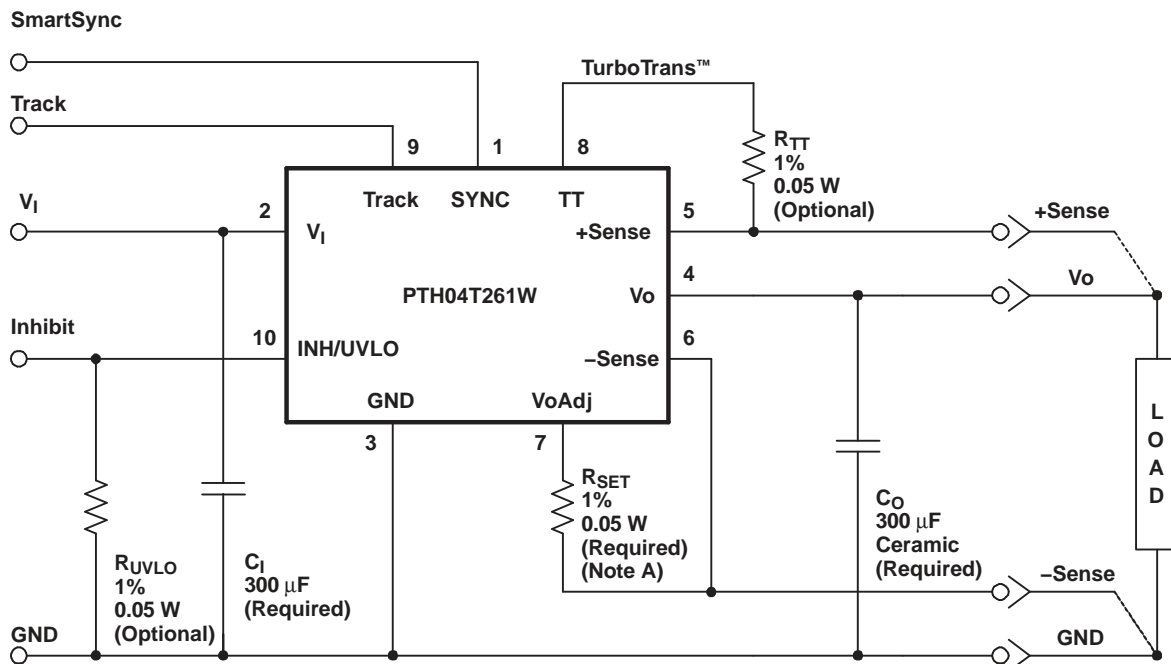 SmartSync
TurboTrans™
Track
9
1
8
RTT
1%
0.05 W
(Optional)
Track
SYNC
TT
VI
2
VI
+Sense
5
+Sense
PTH04T261W
Vo
4
Vo
Inhibit
10
INH/UVLO
–Sense
6
GND
VoAdj
3
7
LOAD
RSET
1%
0.05 W
(Required)
(Note A)
CO
300 μF
Ceramic
(Required)
RUVLO
1%
0.05 W
(Optional)
CI
300 μF
(Required)
–Sense
GND
GND